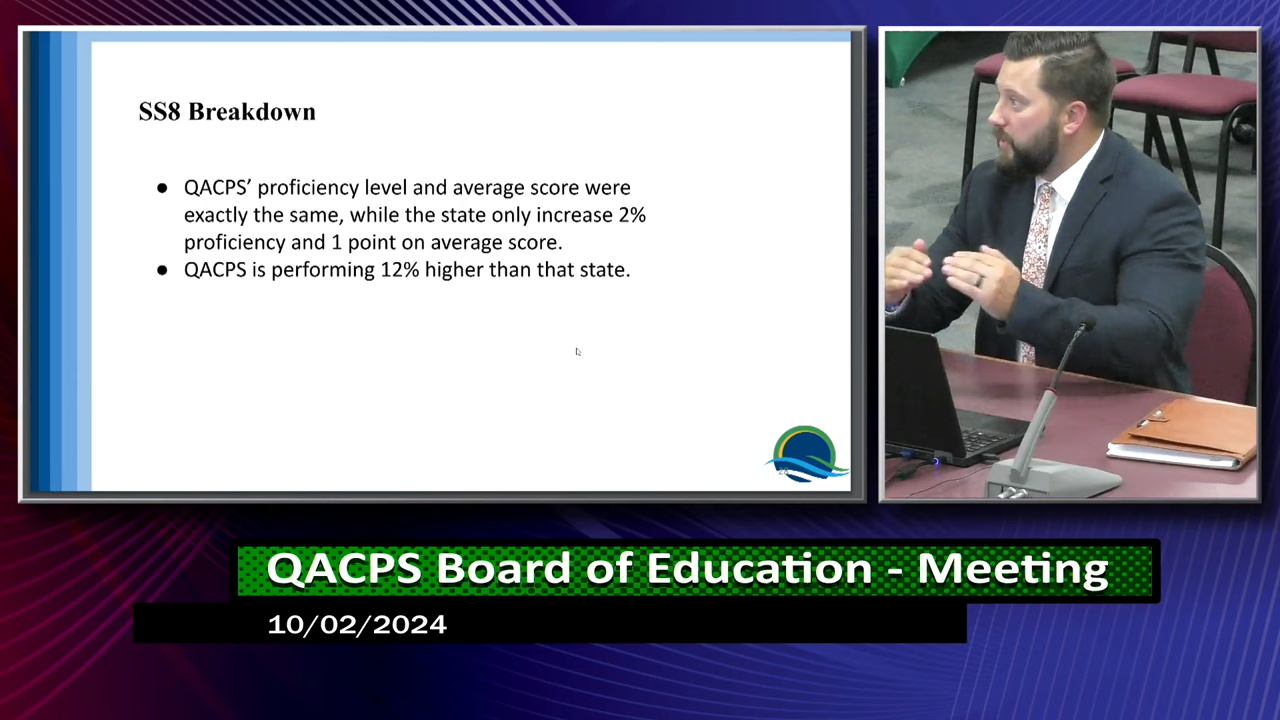 SS8 Breakdown
● QACPS’ proficiency level and average score were
exactly the same, while the state only increase 2%
proficiency and 1 point on average score.
● QACPS is performing 12% higher than that state.
QACPS Board of Education - Meeting
10/02/2024